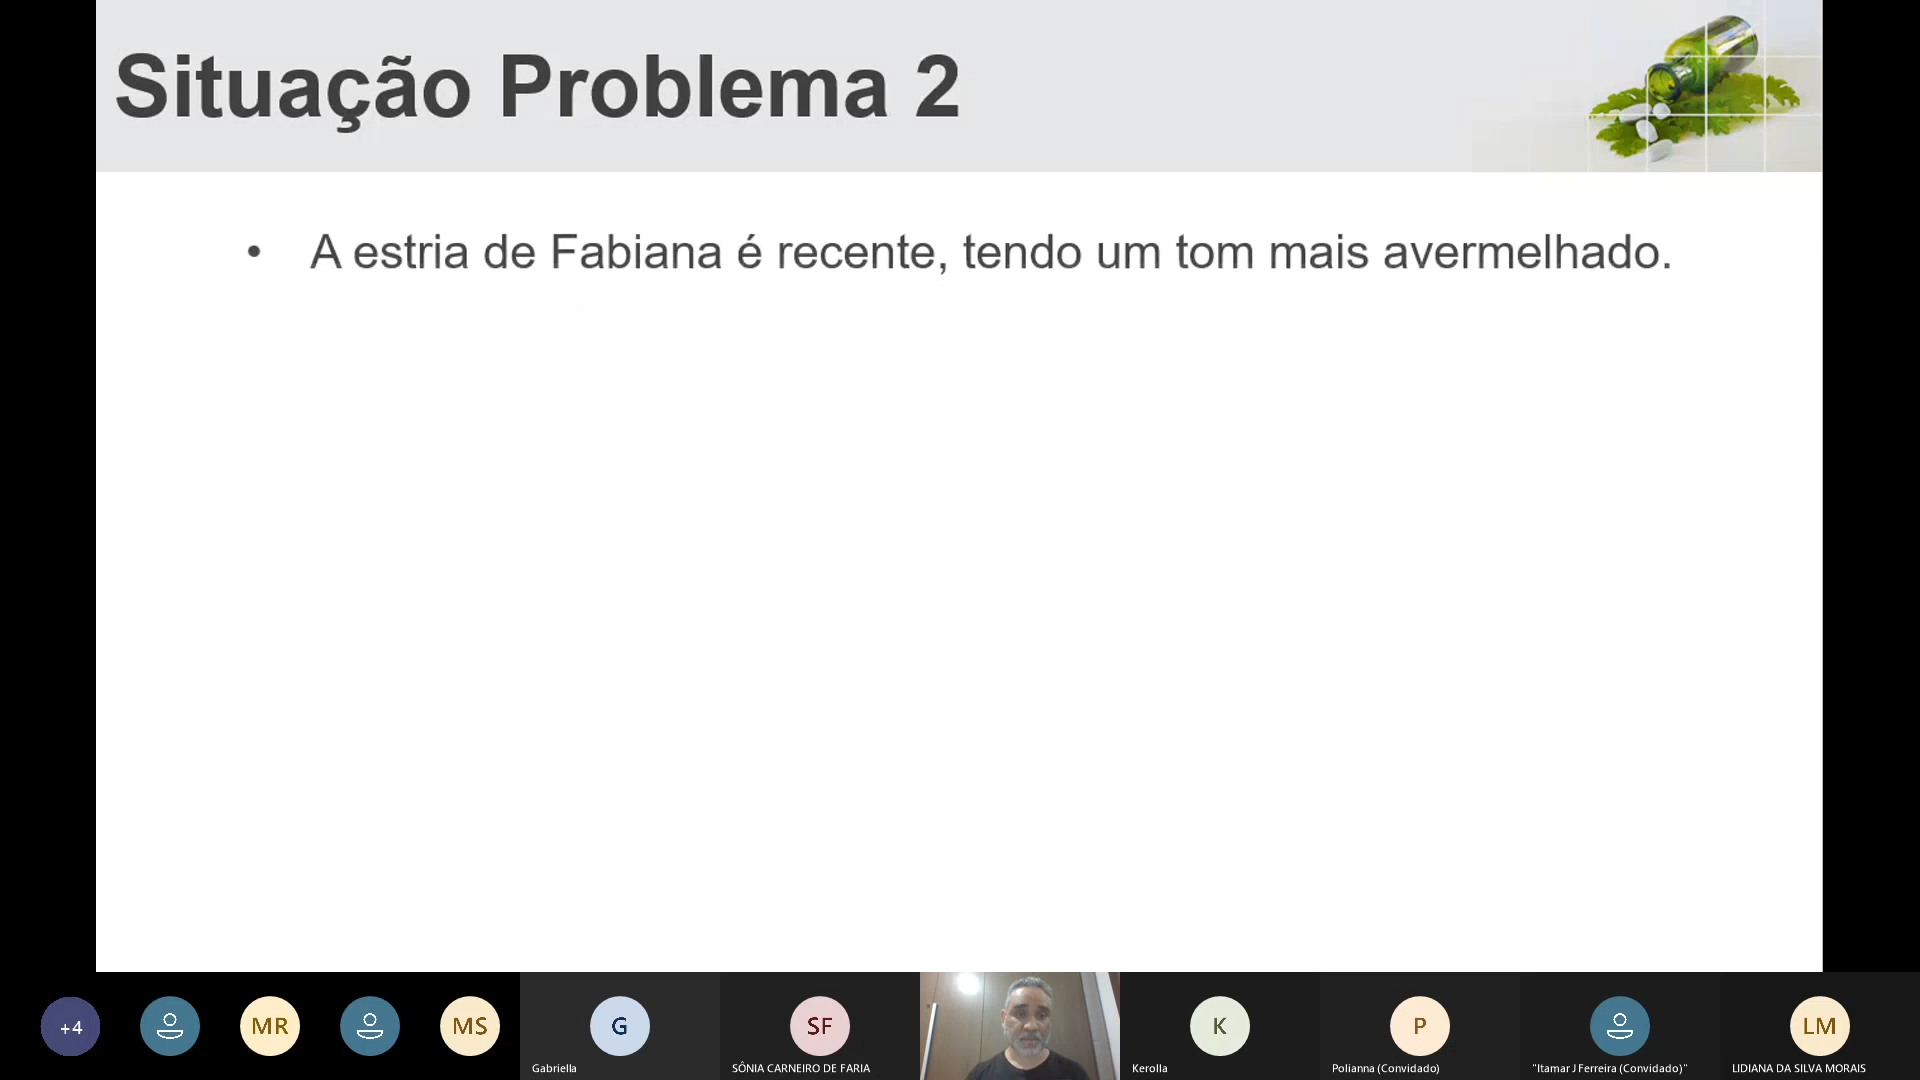 Situação Problema 2
• A estria de Fabiana é recente, tendo um tom mais avermelhado.
+4
MR
MS
G
SF
K
P
LM
Gabriella
SÔNIA CARNEIRO DE FARIA
Kerolla
Polianna (Convidado)
"Itamar J Ferreira (Convidado)"
LIDIANA DA SILVA MORAIS